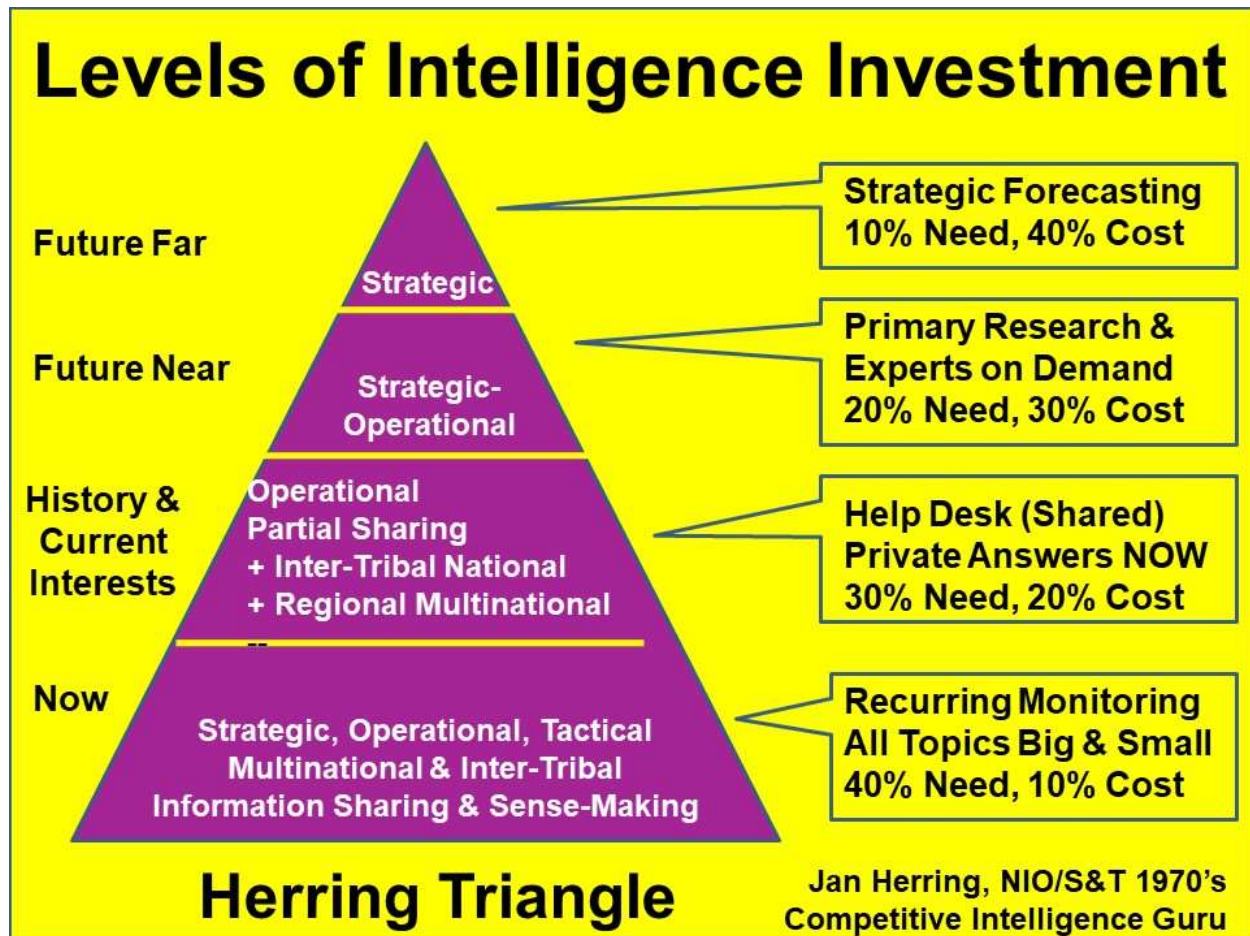 Levels of Intelligence Investment
Future Far
Strategic
Strategic Forecasting
10% Need, 40% Cost
Future Near
Strategic-
Operational
Primary Research &
Experts on Demand
20% Need, 30% Cost
History &
Current
Interests
Operational
Partial Sharing
+ Inter-Tribal National
+ Regional Multinational
--
Help Desk (Shared)
Private Answers NOW
30% Need, 20% Cost
Now
Strategic, Operational, Tactical
Multinational & Inter-Tribal
Information Sharing & Sense-Making
Recurring Monitoring
All Topics Big & Small
40% Need, 10% Cost
Herring Triangle
Jan Herring, NIO/S&T 1970's
Competitive Intelligence Guru